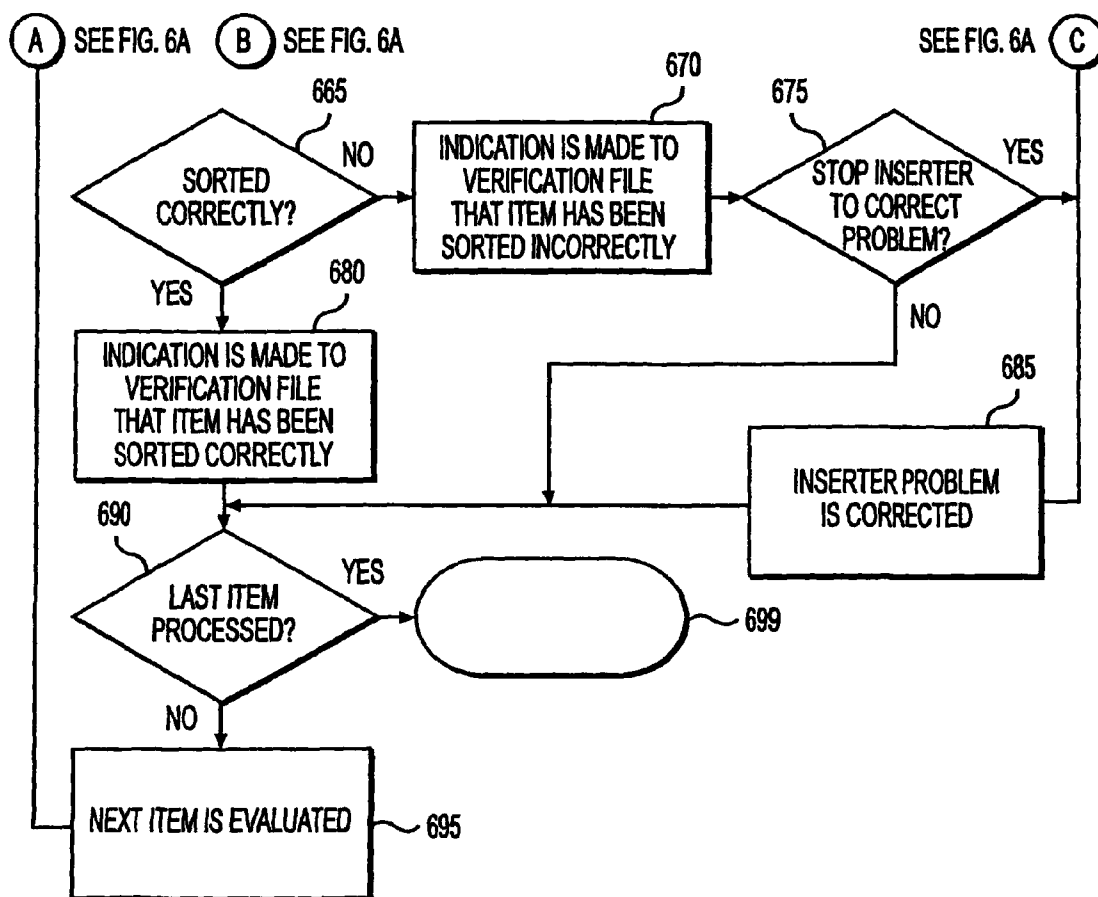 A SEE FIG. 6A B SEE FIG. 6A
SEE FIG. 6A C
665
SORTED
CORRECTLY?
NO
670
INDICATION IS MADE TO
VERIFICATION FILE
THAT ITEM HAS BEEN
SORTED INCORRECTLY
675
STOP INSERTER
TO CORRECT
PROBLEM?
YES
NO
YES
680
INDICATION IS MADE TO
VERIFICATION FILE
THAT ITEM HAS BEEN
SORTED CORRECTLY
685
INSERTER PROBLEM
IS CORRECTED
690
LAST ITEM
PROCESSED?
YES
699
NO
NEXT ITEM IS EVALUATED
695